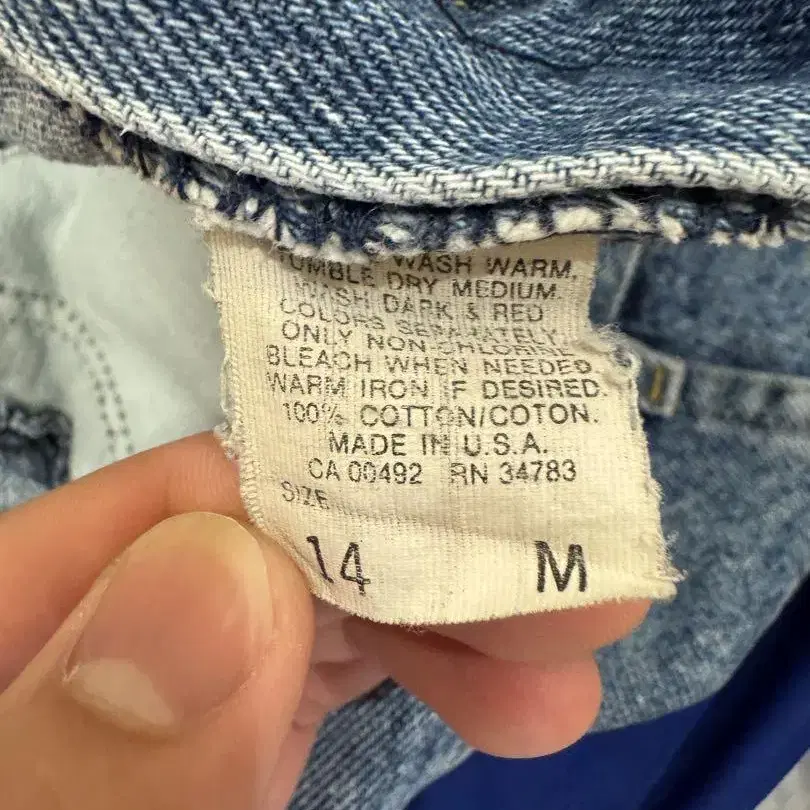 WASH WARM,
TUMBLE DRY MEDIUM.
WASH DARK & RED
COLORS SEPARATELY.
ONLY NON-CHLORINE
BLEACH WHEN NEEDED.
WARM IRON IF DESIRED.
100% COTTON/COTON.
MADE IN U.S.A.
CA 00492 RN 34783
SIZE
14 M